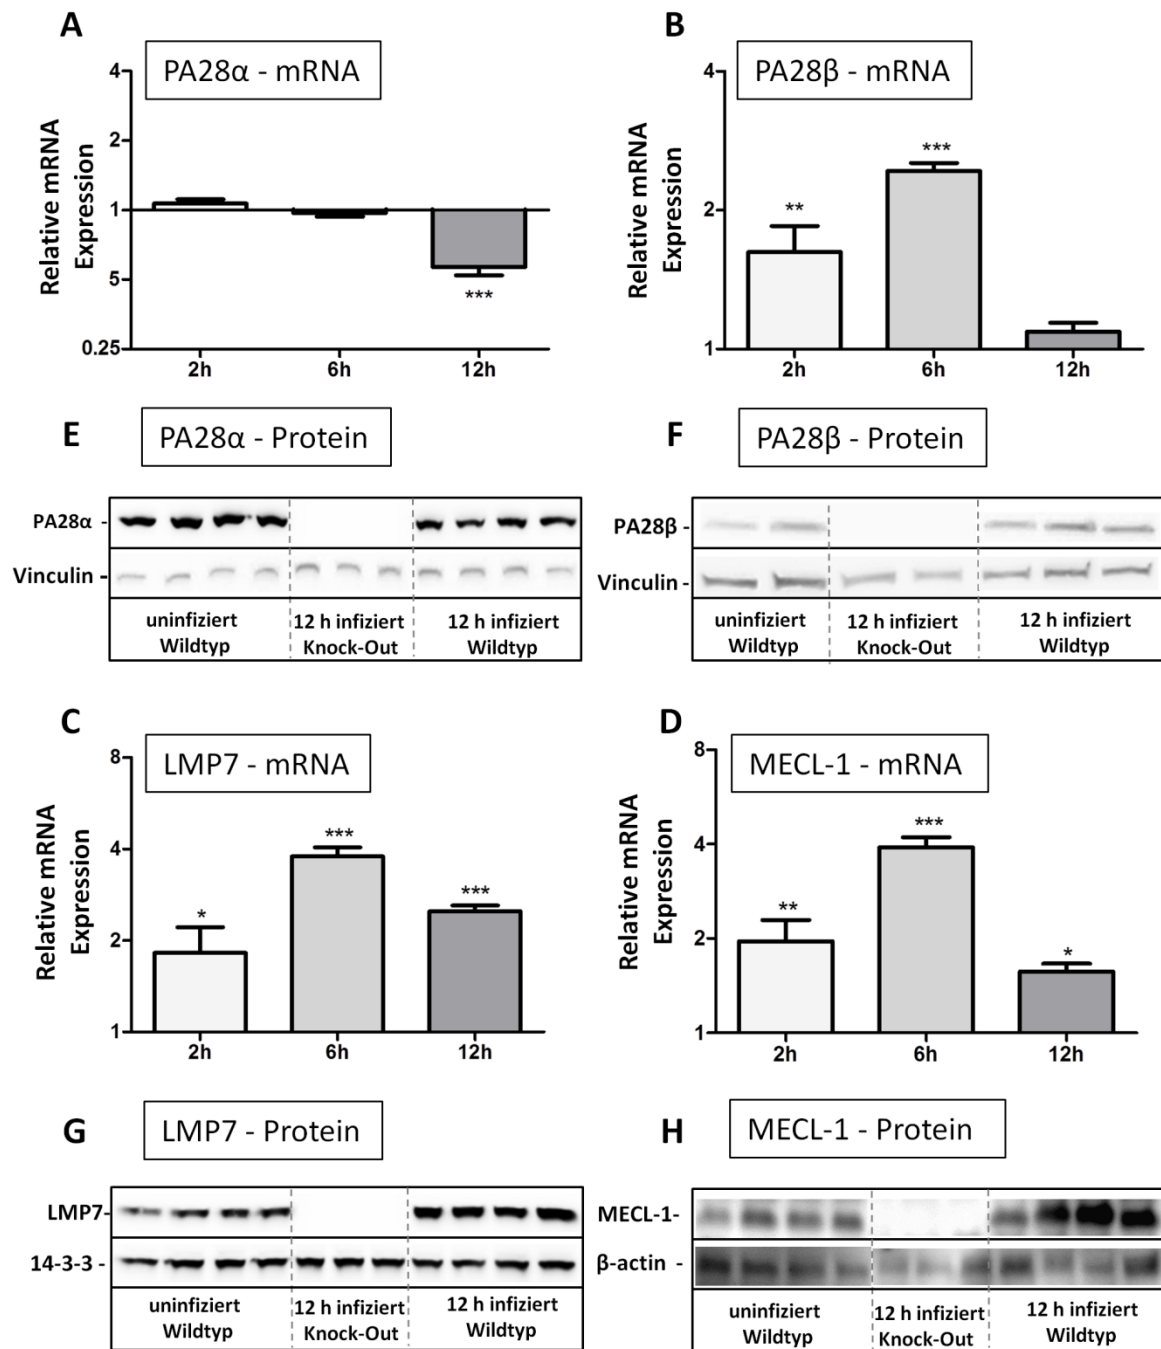 A
PA28α - mRNA
Relative mRNA
Expression
4
2
1
5
0.25
***
2h
6h
12h
B
PA28β - mRNA
Relative mRNA
Expression
4
2
1
**
***
2h
6h
12h
E
PA28α - Protein
PA28α -
Vinculin -
uninfiziert
Wildtyp
12 h infiziert
Knock-Out
12 h infiziert
Wildtyp
F
PA28β - Protein
PA28β -
Vinculin -
uninfiziert
Wildtyp
12 h infiziert
Knock-Out
12 h infiziert
Wildtyp
C
LMP7 - mRNA
Relative mRNA
Expression
8
4
2
1
*
***
***
2h
6h
12h
D
MECL-1 - mRNA
Relative mRNA
Expression
8
4
2
1
**
***
*
2h
6h
12h
G
LMP7 - Protein
LMP7-
14-3-3 -
uninfiziert
Wildtyp
12 h infiziert
Knock-Out
12 h infiziert
Wildtyp
H
MECL-1 - Protein
MECL-1-
β-actin -
uninfiziert
Wildtyp
12 h infiziert
Knock-Out
12 h infiziert
Wildtyp